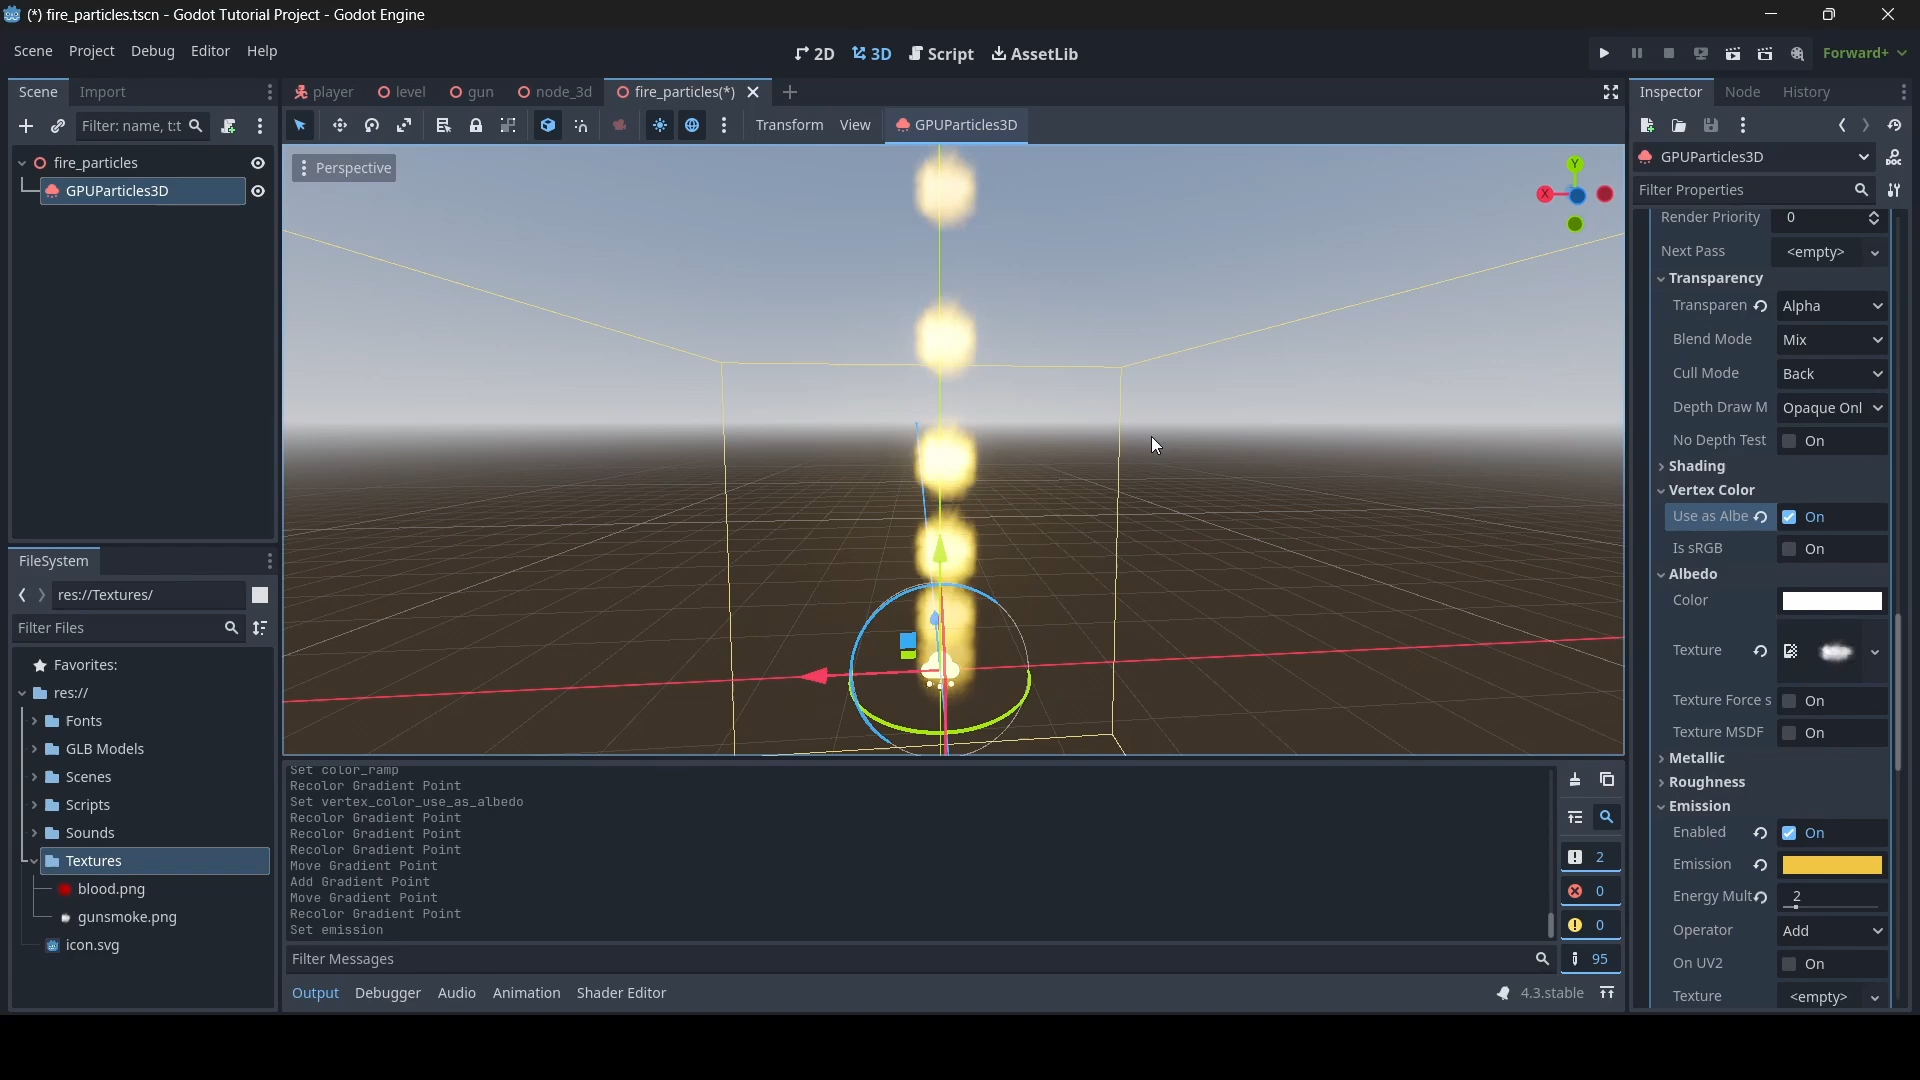 (*) fire_particles.tscn - Godot Tutorial Project - Godot Engine
Scene Project Debug Editor Help
2D 3D Script AssetLib
Forward+
Scene Import
player level gun node_3d fire_particles(*)
Inspector Node History
Filter: name, t:t
Transform View GPUParticles3D
fire_particles
GPUParticles3D
Perspective
Y
X
GPUParticles3D
Filter Properties
Render Priority 0
Next Pass <empty>
Transparency
Transparen Alpha
Blend Mode Mix
Cull Mode Back
Depth Draw M Opaque Onl
No Depth Test On
Shading
Vertex Color
Use as Albe On
Is sRGB On
Albedo
Color
Texture
Texture Force s On
Texture MSDF On
Metallic
Roughness
Emission
Enabled On
Emission
Energy Mult 2
Operator Add
On UV2 On
Texture <empty>
FileSystem
res://Textures/
Filter Files
Favorites:
res://
Fonts
GLB Models
Scenes
Scripts
Sounds
Textures
blood.png
gunsmoke.png
icon.svg
Set color_ramp
Recolor Gradient Point
Set vertex_color_use_as_albedo
Recolor Gradient Point
Recolor Gradient Point
Recolor Gradient Point
Move Gradient Point
Add Gradient Point
Move Gradient Point
Recolor Gradient Point
Set emission
2
0
0
95
Filter Messages
Output Debugger Audio Animation Shader Editor
4.3.stable